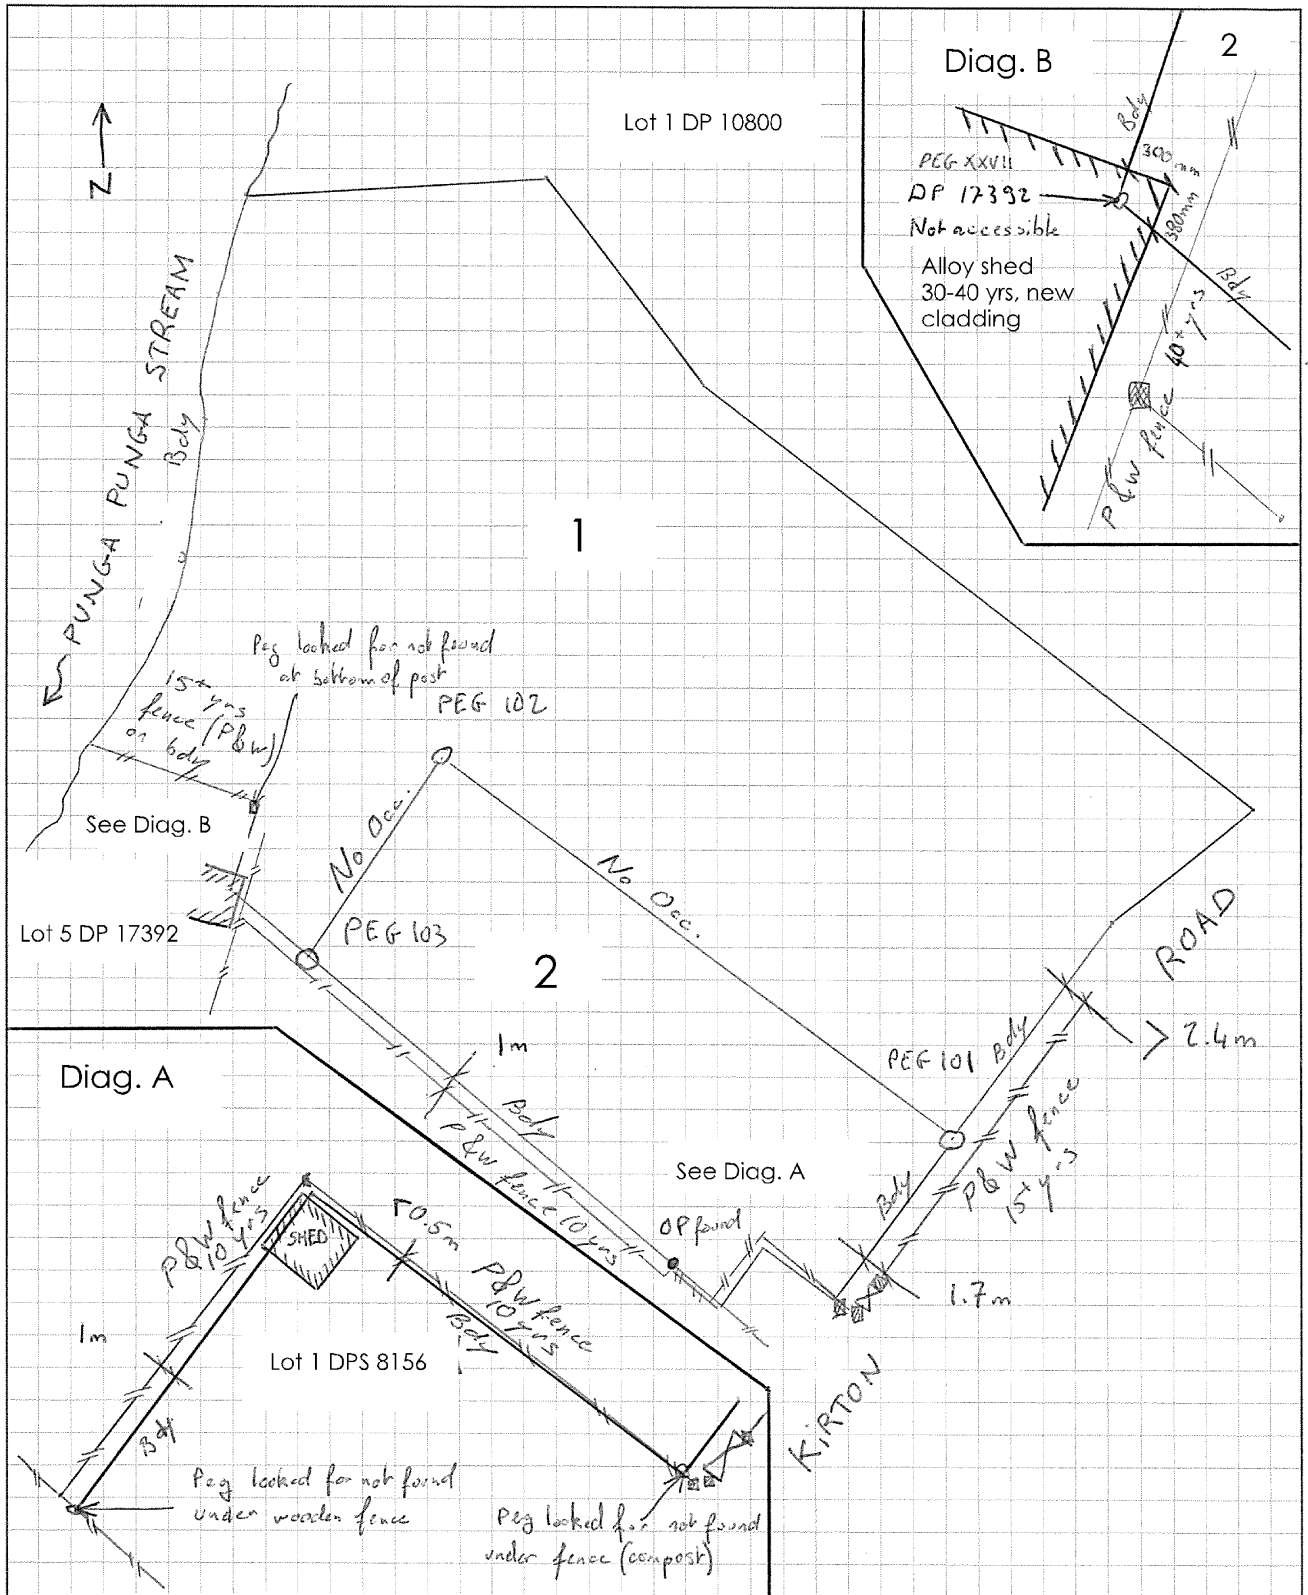 Diag. B
2
Bdy
300mm
PEG XXVII
DP 17392
Not accessible
380mm
Bdy
Alloy shed
30-40 yrs, new
cladding
P&W fence 40+ yrs
Lot 1 DP 10800
N
PUNGA PUNGA STREAM
Bdy
1
Peg looked for not found
at bottom of post
15+ yrs
fence (P&W)
on bdy
PEG 102
See Diag. B
No Occ.
No Occ.
Lot 5 DP 17392
PEG 103
2
ROAD
2.4m
PEG 101
Bdy
1m
Bdy
P&W fence 10 yrs
See Diag. A
Bdy
P&W fence
15+ yrs
OP found
1.7m
KIRTON
Diag. A
P&W fence
10 yrs
SHED
0.5m
P&W fence
10 yrs
Bdy
1m
Lot 1 DPS 8156
Bdy
Peg looked for not found
under wooden fence
Peg looked for not found
under fence (compost)